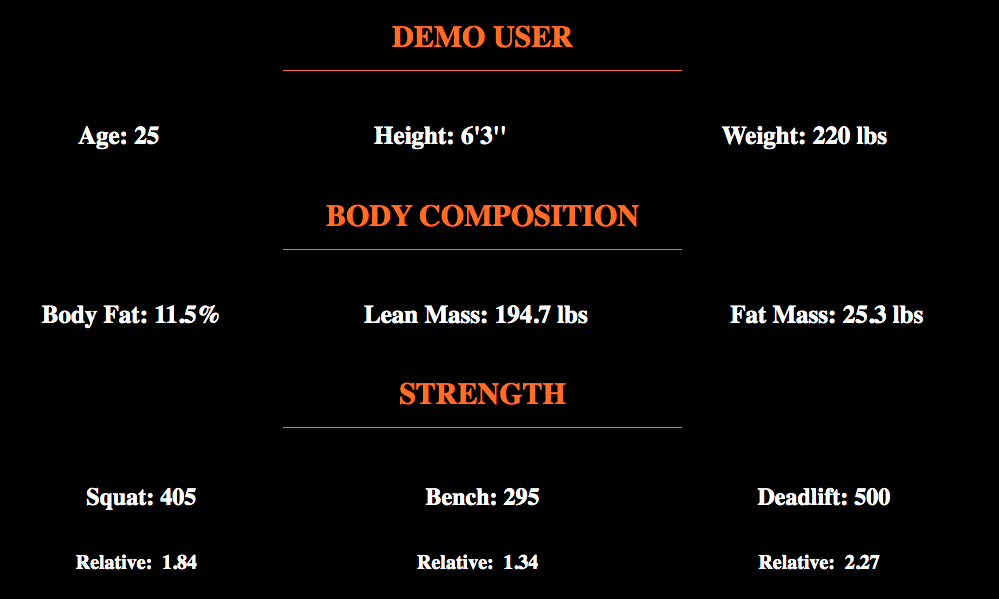 DEMO USER
Age: 25 Height: 6'3" Weight: 220 lbs
BODY COMPOSITION
Body Fat: 11.5% Lean Mass: 194.7 lbs Fat Mass: 25.3 lbs
STRENGTH
Squat: 405 Bench: 295 Deadlift: 500
Relative: 1.84 Relative: 1.34 Relative: 2.27